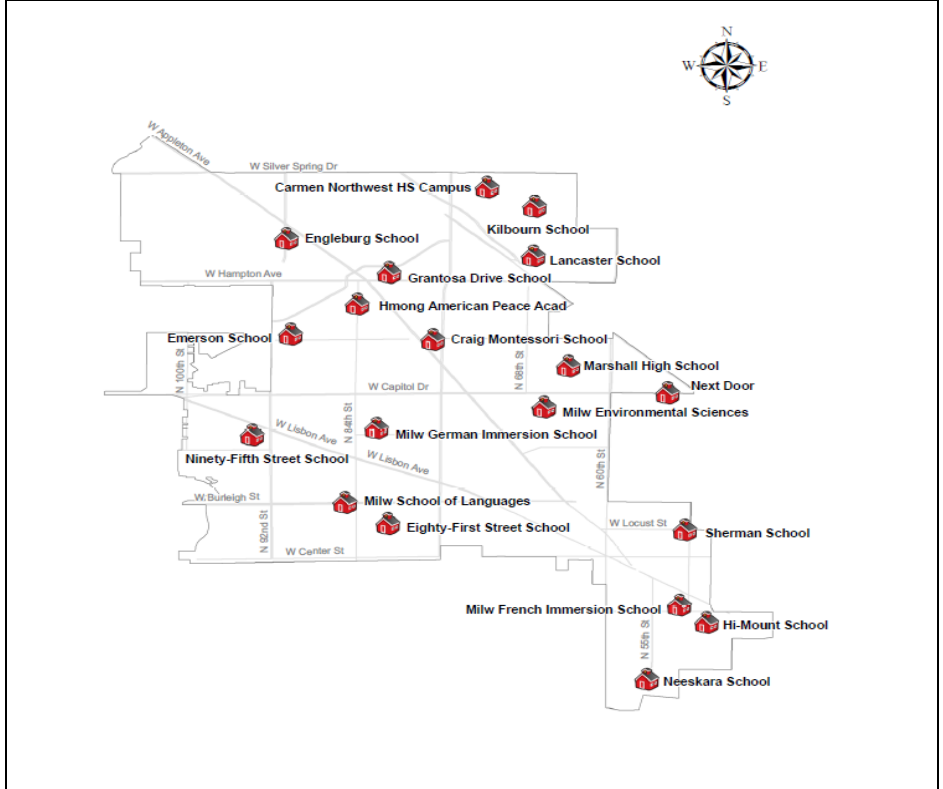 N
W E
S
W Appleton Ave
W Silver Spring Dr
Carmen Northwest HS Campus
Kilbourn School
Engleburg School
Lancaster School
W Hampton Ave
Grantosa Drive School
Hmong American Peace Acad
Emerson School
Craig Montessori School
N 100th St
N 68th St
Marshall High School
W Capitol Dr
Next Door
N 84th St
Milw Environmental Sciences
W Lisbon Ave
Milw German Immersion School
Ninety-Fifth Street School
W Lisbon Ave
N 60th St
W Burleigh St
Milw School of Languages
N 92nd St
Eighty-First Street School
W Locust St
Sherman School
W Center St
Milw French Immersion School
Hi-Mount School
N 55th St
Neeskara School